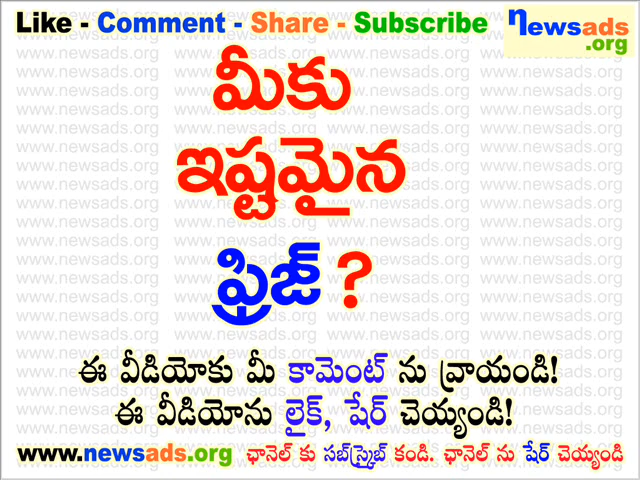 Like - Comment - Share - Subscribe
newsads
.org
మీకు
ఇష్టమైన
ఫ్రిజ్ ?
ఈ వీడియోకు మీ కామెంట్ ను వ్రాయండి!
ఈ వీడియోను లైక్, షేర్ చెయ్యండి!
www.newsads.org ఛానెల్ కు సబ్‌స్క్రైబ్ కండి. ఛానెల్ ను షేర్ చెయ్యండి